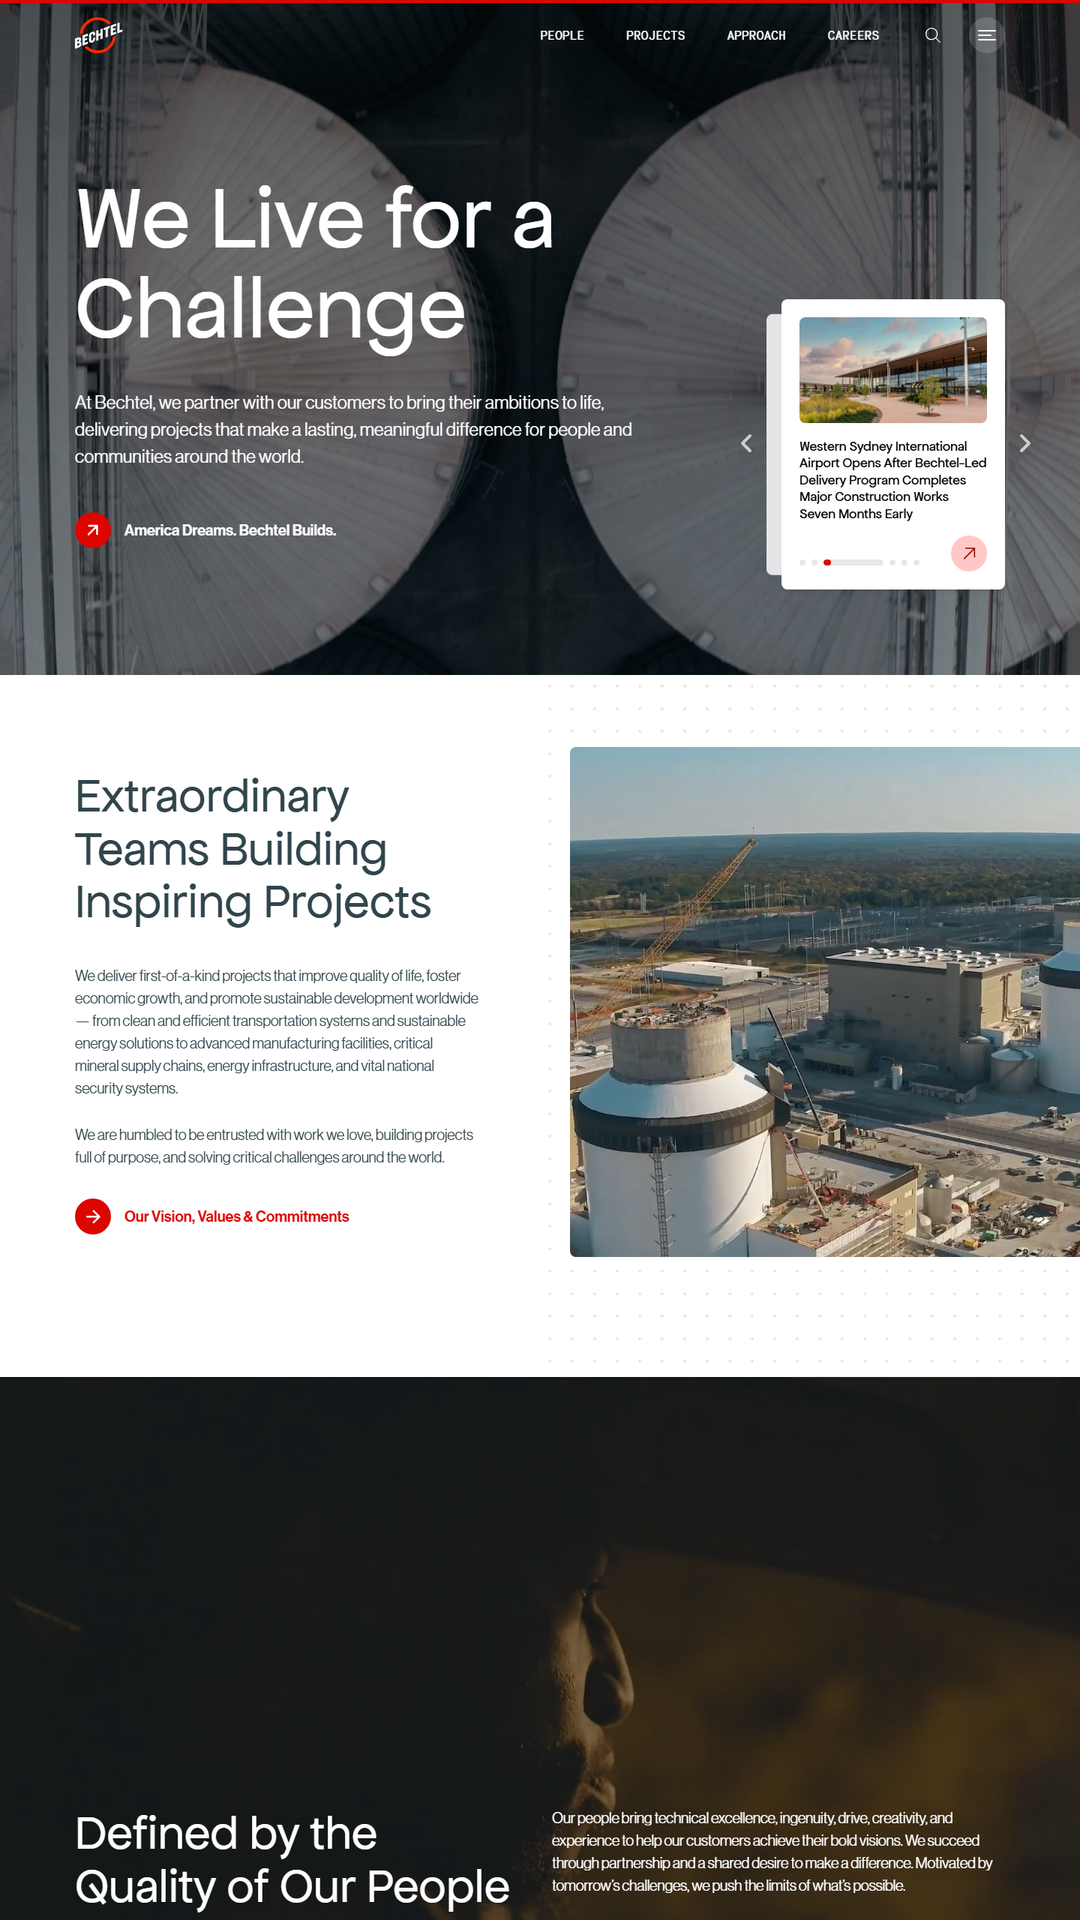 BECHTEL
PEOPLE
PROJECTS
APPROACH
CAREERS
We Live for a
Challenge
At Bechtel, we partner with our customers to bring their ambitions to life,
delivering projects that make a lasting, meaningful difference for people and
communities around the world.
America Dreams. Bechtel Builds.
Western Sydney International
Airport Opens After Bechtel-Led
Delivery Program Completes
Major Construction Works
Seven Months Early
Extraordinary
Teams Building
Inspiring Projects
We deliver first-of-a-kind projects that improve quality of life, foster
economic growth, and promote sustainable development worldwide
— from clean and efficient transportation systems and sustainable
energy solutions to advanced manufacturing facilities, critical
mineral supply chains, energy infrastructure, and vital national
security systems.
We are humbled to be entrusted with work we love, building projects
full of purpose, and solving critical challenges around the world.
Our Vision, Values & Commitments
Defined by the
Quality of Our People
Our people bring technical excellence, ingenuity, drive, creativity, and
experience to help our customers achieve their bold visions. We succeed
through partnership and a shared desire to make a difference. Motivated by
tomorrow's challenges, we push the limits of what's possible.